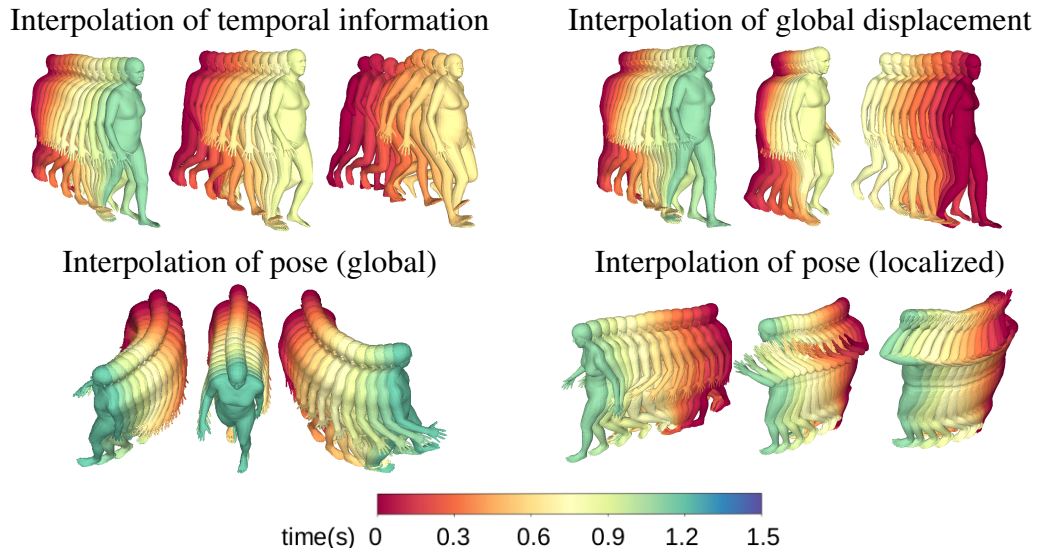 Interpolation of temporal information
Interpolation of global displacement
Interpolation of pose (global)
Interpolation of pose (localized)
time(s) 0 0.3 0.6 0.9 1.2 1.5